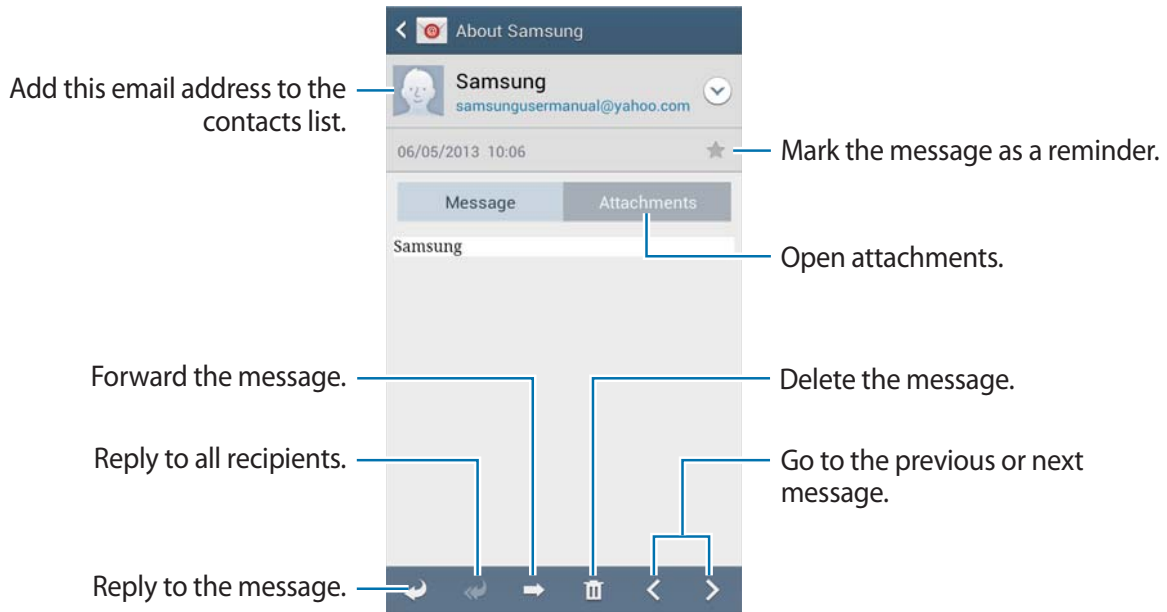 About Samsung
Add this email address to the
contacts list.
Samsung
samsungusermanual@yahoo.com
06/05/2013 10:06
Mark the message as a reminder.
Message
Attachments
Samsung
Open attachments.
Forward the message.
Delete the message.
Reply to all recipients.
Go to the previous or next
message.
Reply to the message.